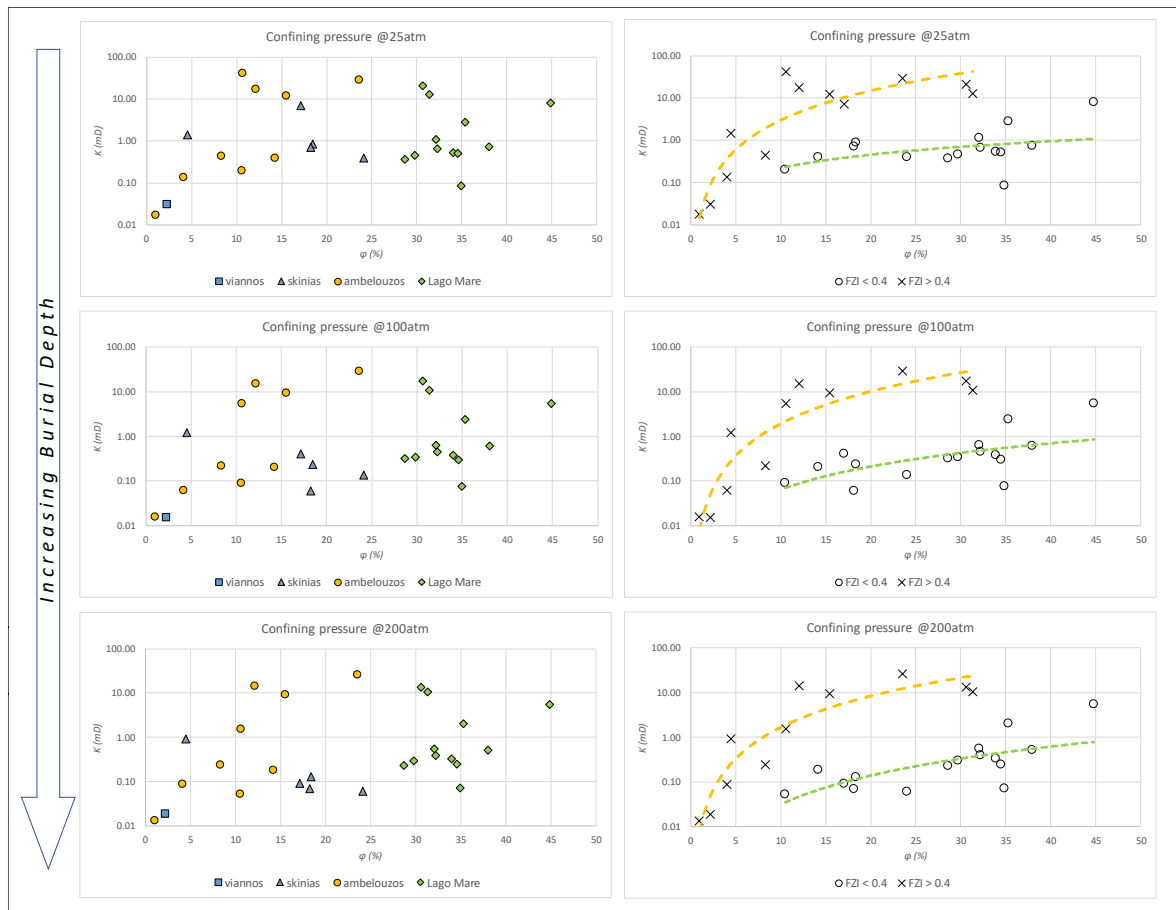 Increasing Burial Depth
Confining pressure @25atm
100.00
10.00
1.00
0.10
0.01
K (mD)
0 5 10 15 20 25 30 35 40 45 50
φ (%)
viannos skinias ambelouzos Lago Mare
Confining pressure @25atm
100.00
10.00
1.00
0.10
0.01
K (mD)
0 5 10 15 20 25 30 35 40 45 50
φ (%)
FZI < 0.4 FZI > 0.4
Confining pressure @100atm
100.00
10.00
1.00
0.10
0.01
K (mD)
0 5 10 15 20 25 30 35 40 45 50
φ (%)
viannos skinias ambelouzos Lago Mare
Confining pressure @100atm
100.00
10.00
1.00
0.10
0.01
K (mD)
0 5 10 15 20 25 30 35 40 45 50
φ (%)
FZI < 0.4 FZI > 0.4
Confining pressure @200atm
100.00
10.00
1.00
0.10
0.01
K (mD)
0 5 10 15 20 25 30 35 40 45 50
φ (%)
viannos skinias ambelouzos Lago Mare
Confining pressure @200atm
100.00
10.00
1.00
0.10
0.01
K (mD)
0 5 10 15 20 25 30 35 40 45 50
φ (%)
FZI < 0.4 FZI > 0.4